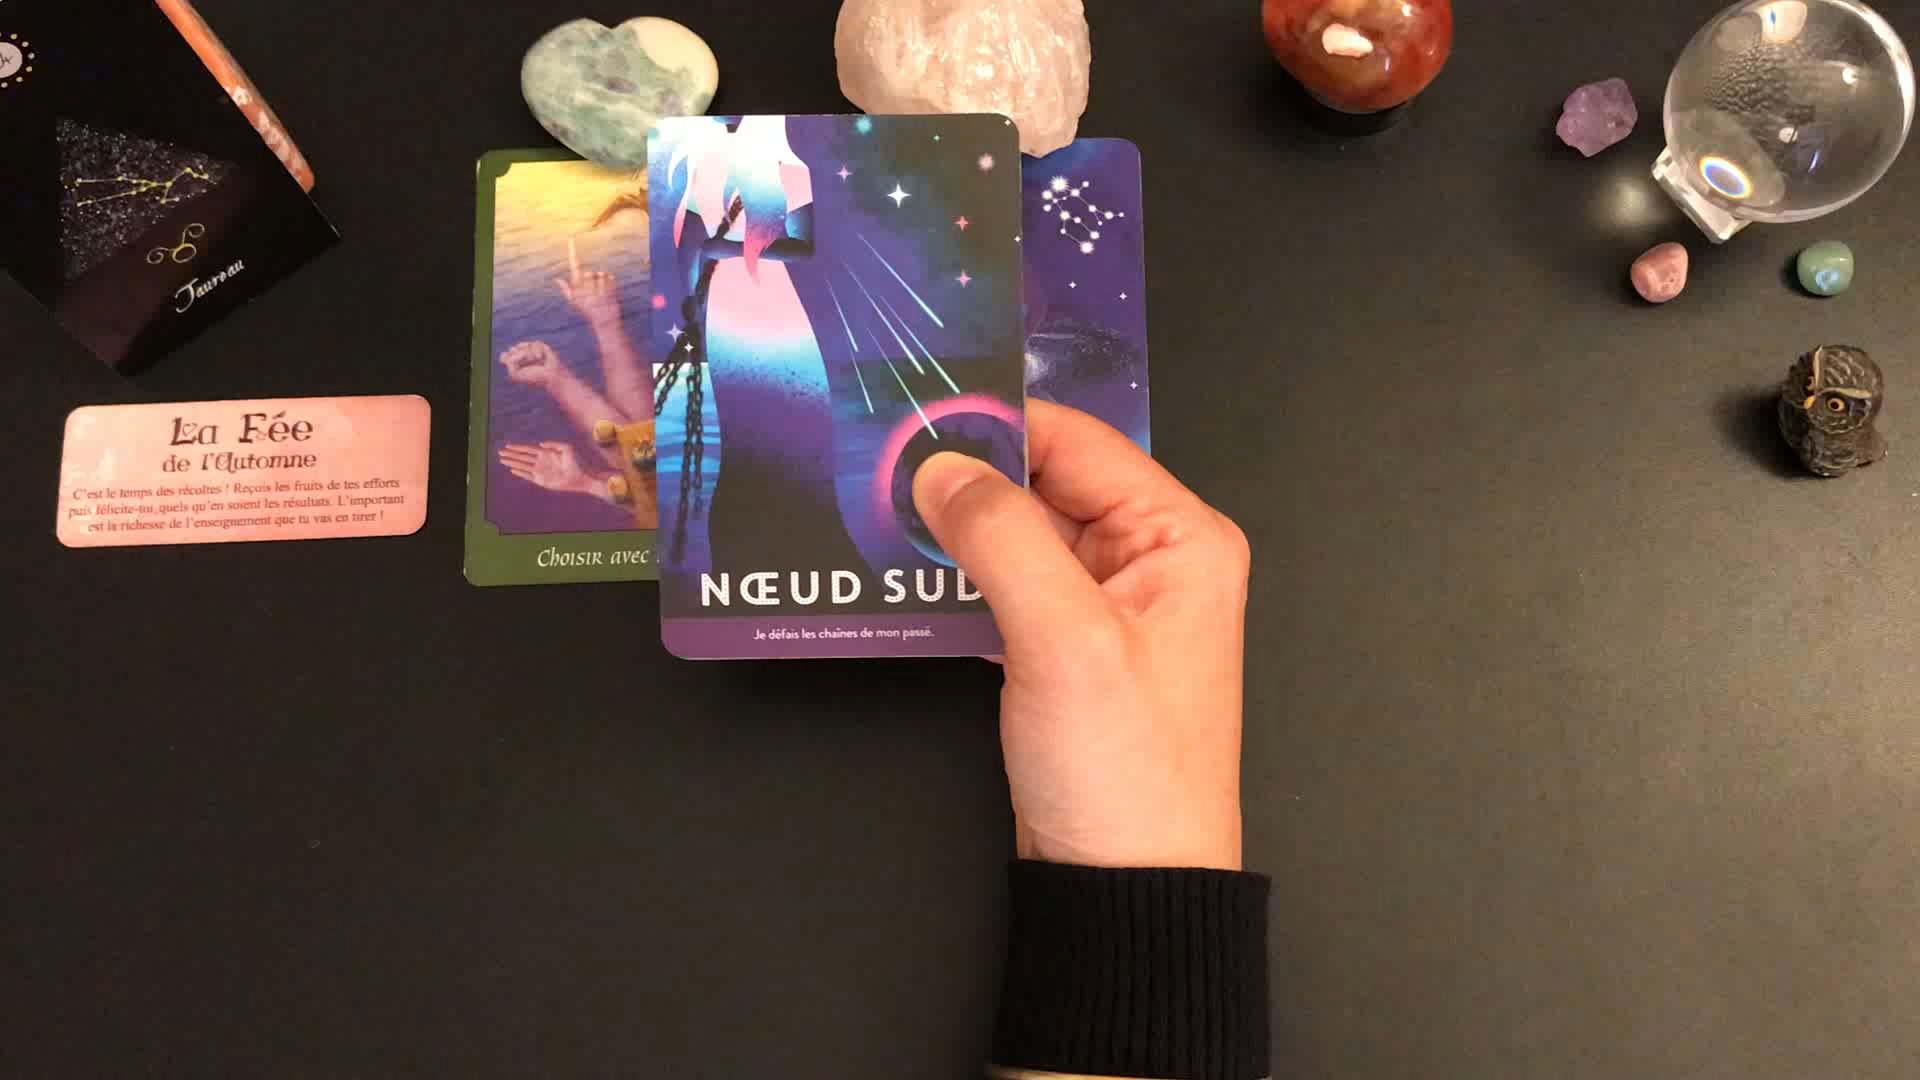 Taureau
La Fée
de l'Automne
C'est le temps des récoltes ! Reçois les fruits de tes efforts
puis félicite-toi, quels qu'en soient les résultats. L'important
est la richesse de l'enseignement que tu vas en tirer !
Choisir avec
NŒUD SUD
Je défais les chaînes de mon passé.